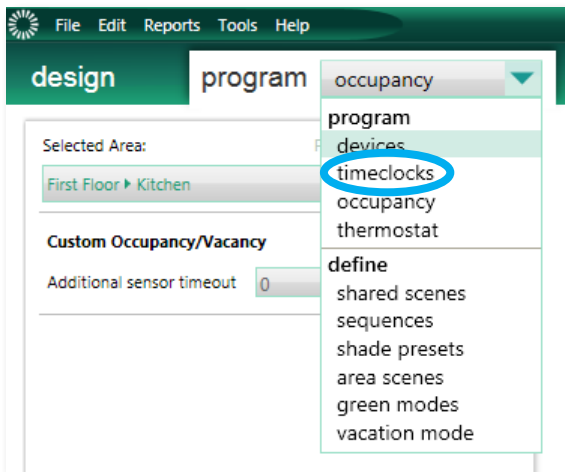 File Edit Reports Tools Help
design program occupancy
program
Selected Area:
devices
First Floor Kitchen
timeclocks
occupancy
thermostat
Custom Occupancy/Vacancy
define
Additional sensor timeout 0
shared scenes
sequences
shade presets
area scenes
green modes
vacation mode